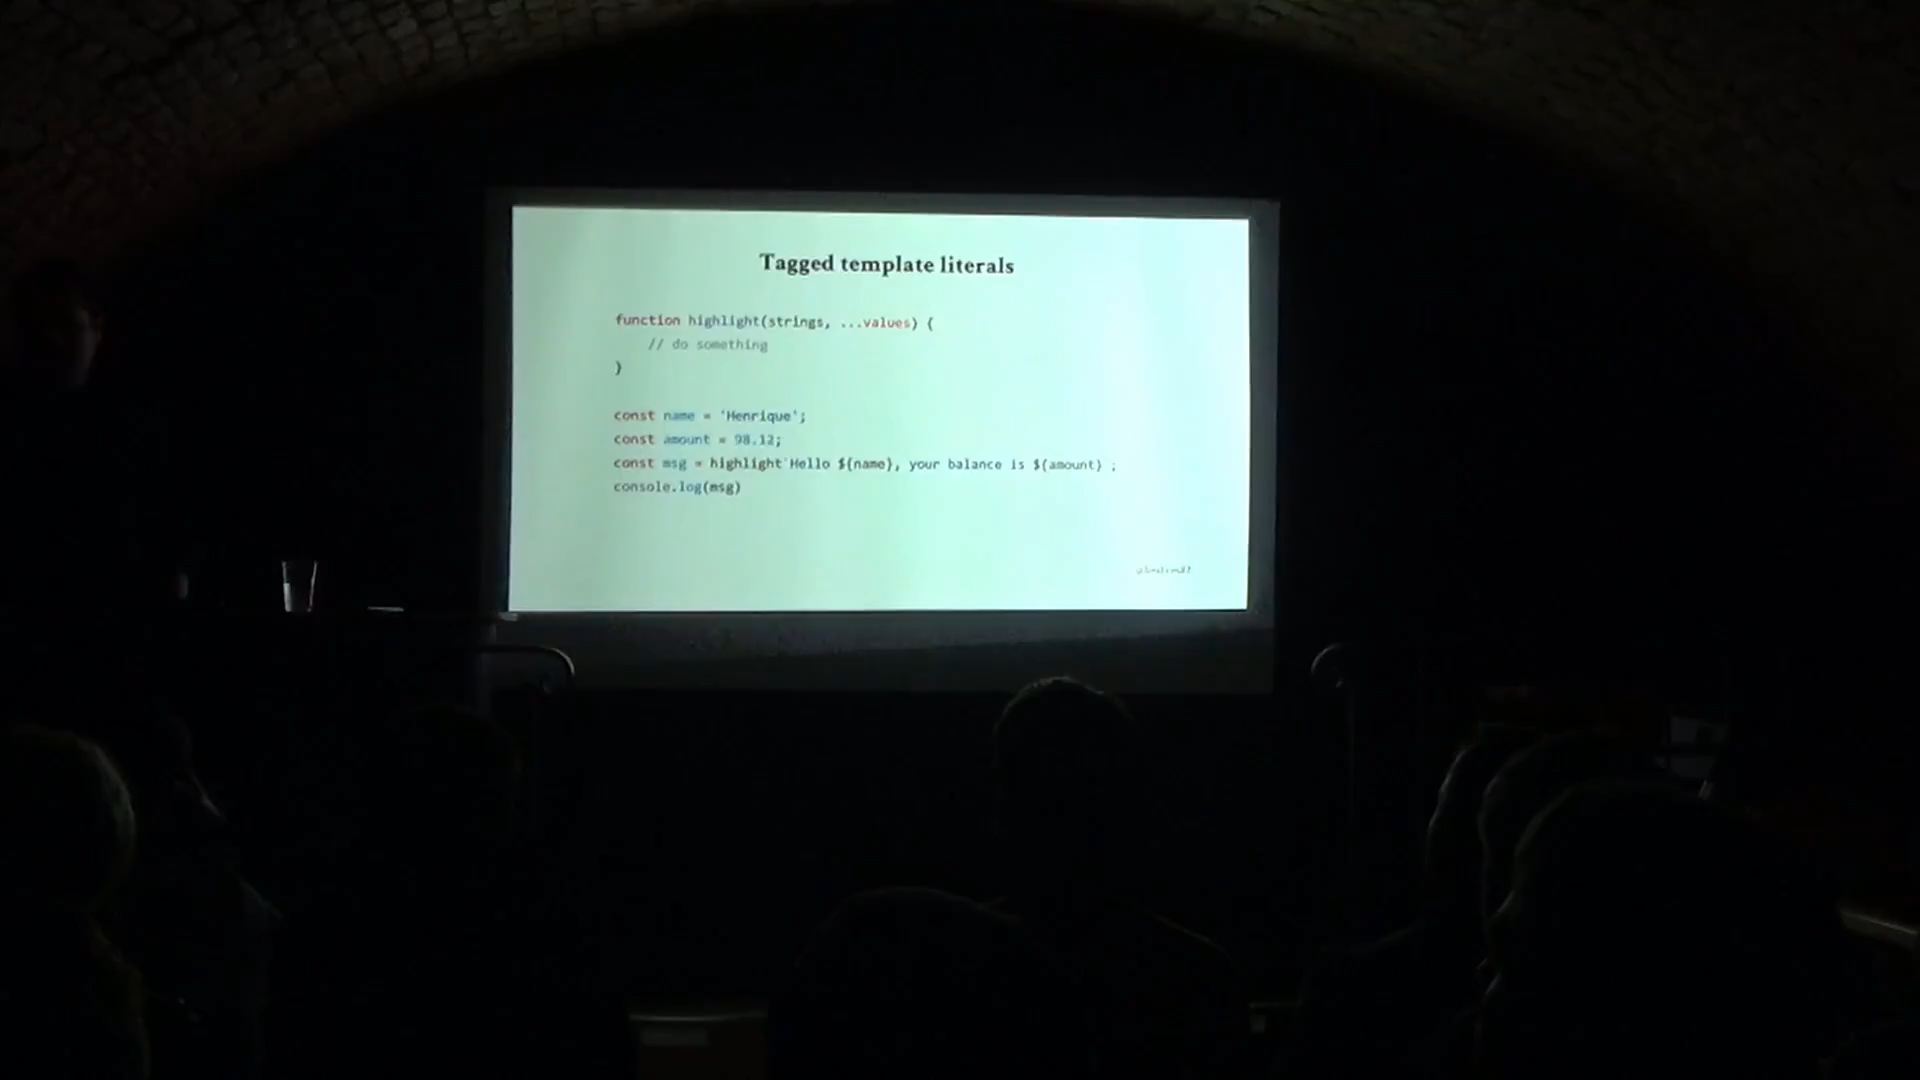 Tagged template literals
function highlight(strings, ...values) {
// do something
}
const name = 'Henrique';
const amount = 98.12;
const msg = highlight`Hello ${name}, your balance is ${amount}`;
console.log(msg)